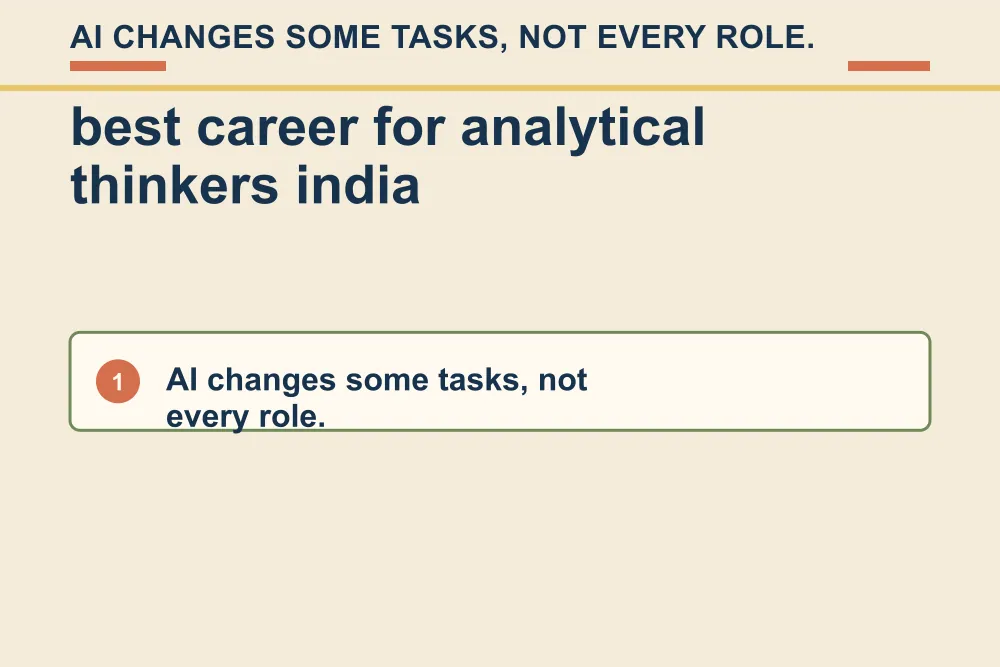 AI CHANGES SOME TASKS, NOT EVERY ROLE.
best career for analytical
thinkers india
1
AI changes some tasks, not
every role.